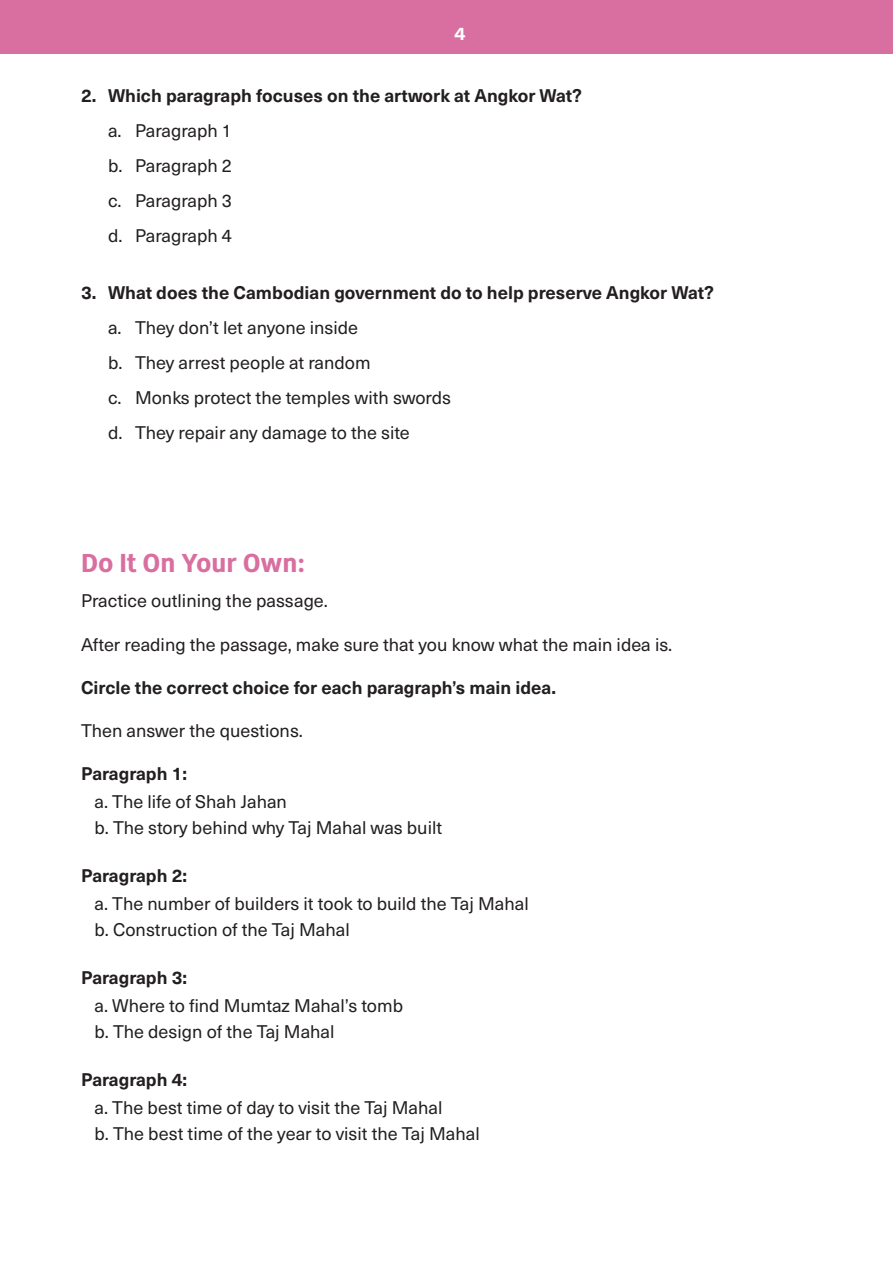 4
2. Which paragraph focuses on the artwork at Angkor Wat?
a. Paragraph 1
b. Paragraph 2
c. Paragraph 3
d. Paragraph 4
3. What does the Cambodian government do to help preserve Angkor Wat?
a. They don’t let anyone inside
b. They arrest people at random
c. Monks protect the temples with swords
d. They repair any damage to the site
Do It On Your Own:
Practice outlining the passage.
After reading the passage, make sure that you know what the main idea is.
Circle the correct choice for each paragraph’s main idea.
Then answer the questions.
Paragraph 1:
a. The life of Shah Jahan
b. The story behind why Taj Mahal was built
Paragraph 2:
a. The number of builders it took to build the Taj Mahal
b. Construction of the Taj Mahal
Paragraph 3:
a. Where to find Mumtaz Mahal’s tomb
b. The design of the Taj Mahal
Paragraph 4:
a. The best time of day to visit the Taj Mahal
b. The best time of the year to visit the Taj Mahal